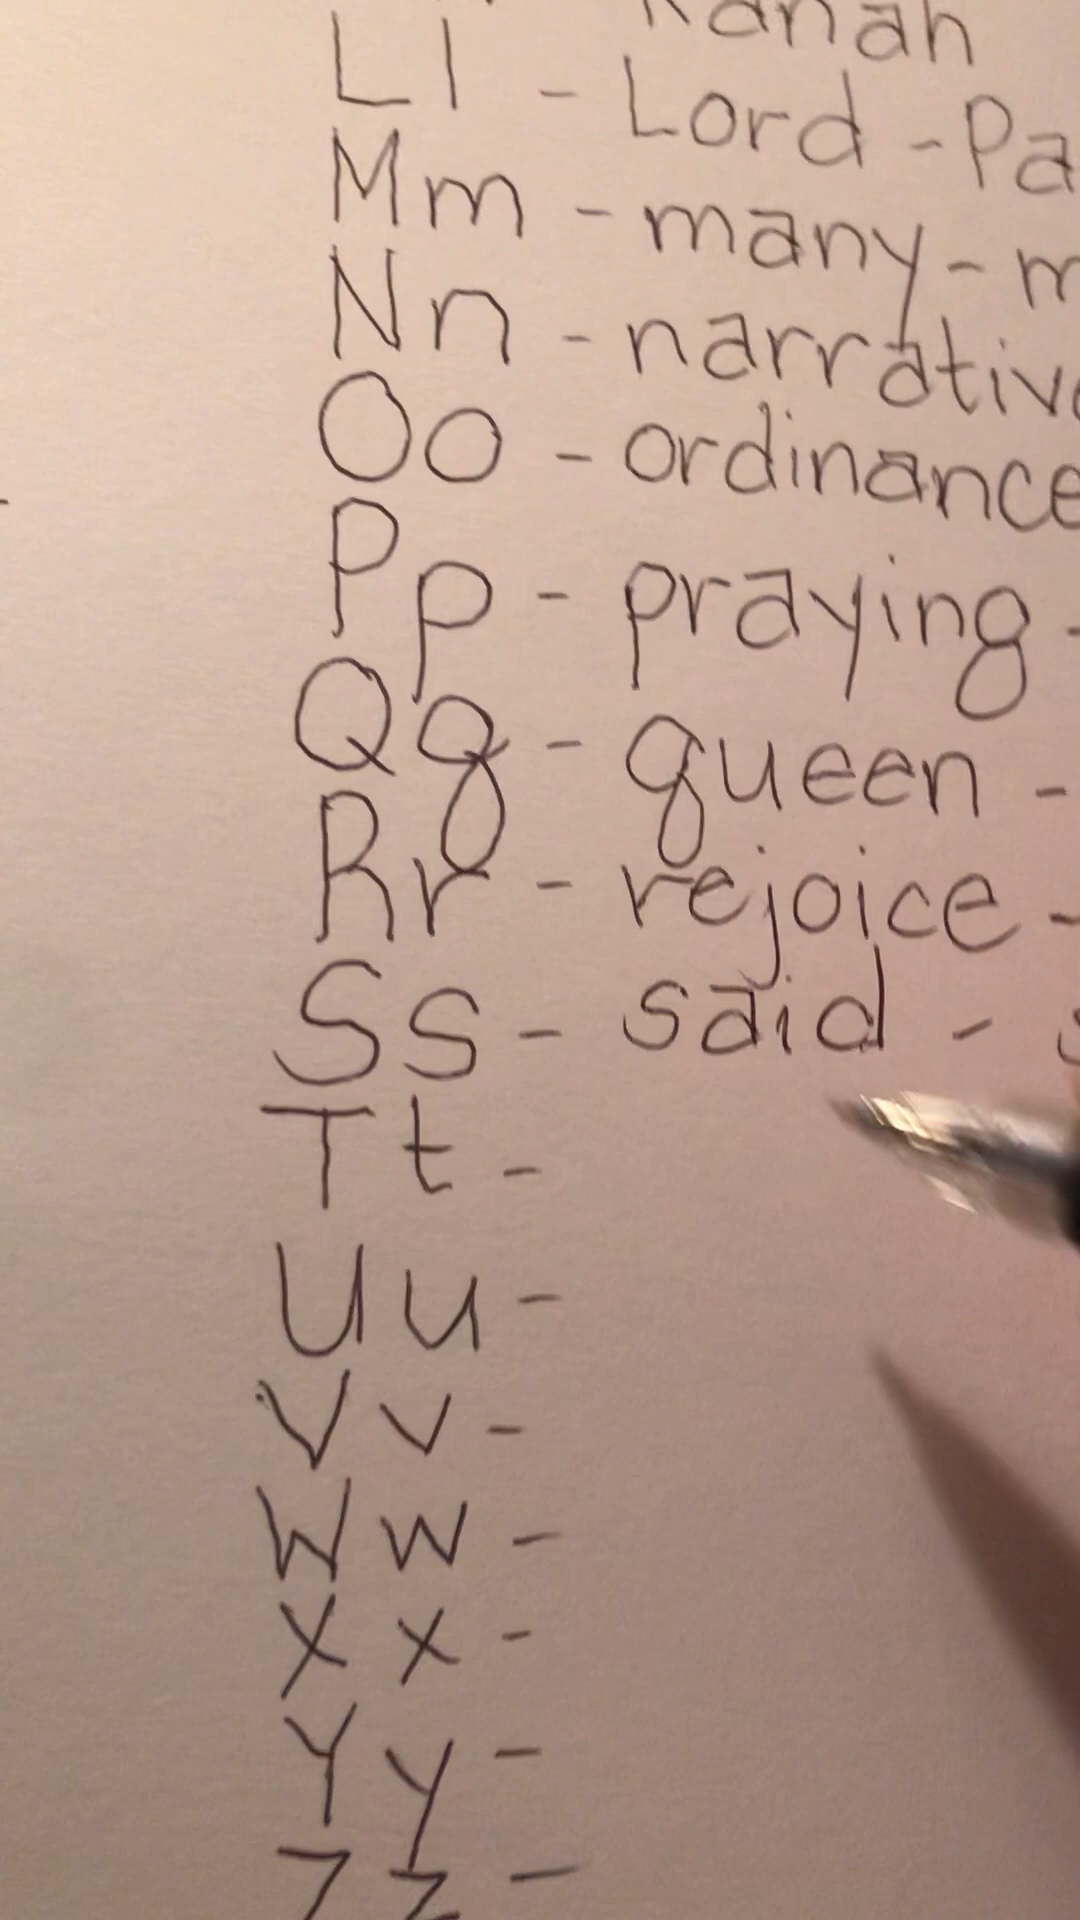 Ll - Lord - Pa
Mm - many - m
Nn - narrative
Oo - ordinance
Pp - praying -
Qq - queen -
Rr - rejoice -
Ss - said - s
Tt -
Uu -
Vv -
Ww -
Xx -
Yy -
Zz -